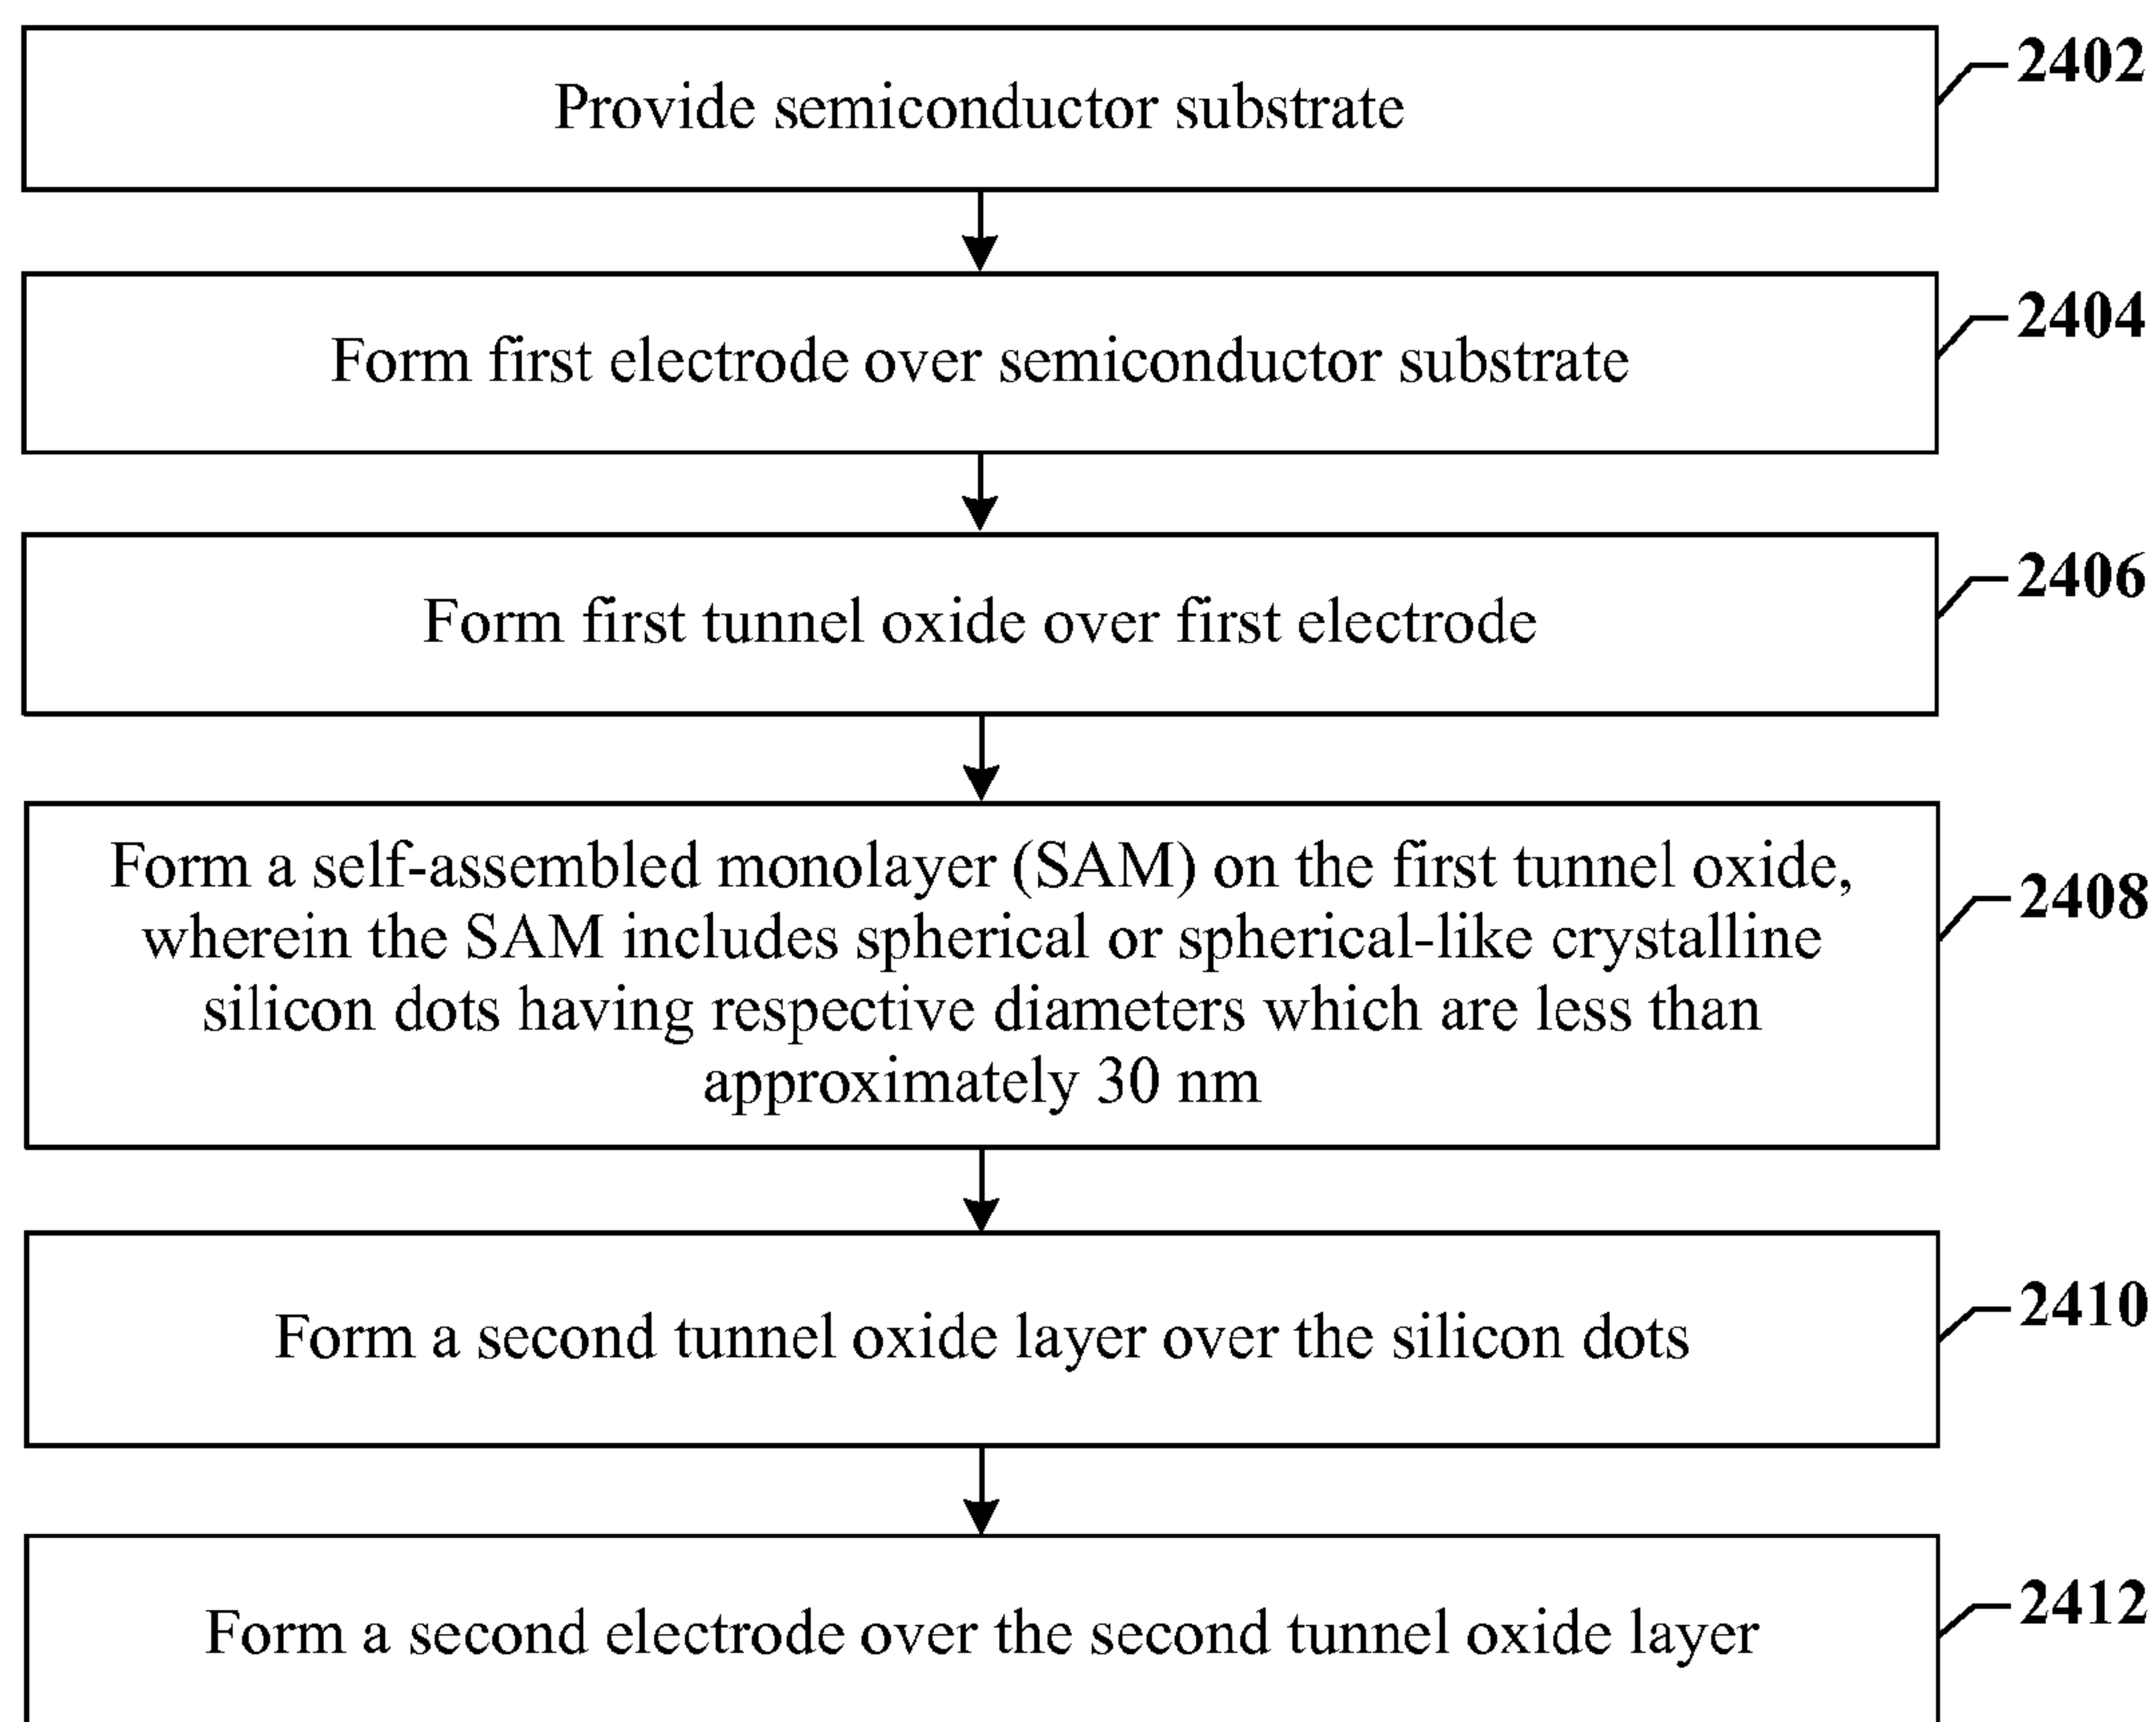 Provide semiconductor substrate
2402
Form first electrode over semiconductor substrate
2404
Form first tunnel oxide over first electrode
2406
Form a self-assembled monolayer (SAM) on the first tunnel oxide,
wherein the SAM includes spherical or spherical-like crystalline
silicon dots having respective diameters which are less than
approximately 30 nm
2408
Form a second tunnel oxide layer over the silicon dots
2410
Form a second electrode over the second tunnel oxide layer
2412